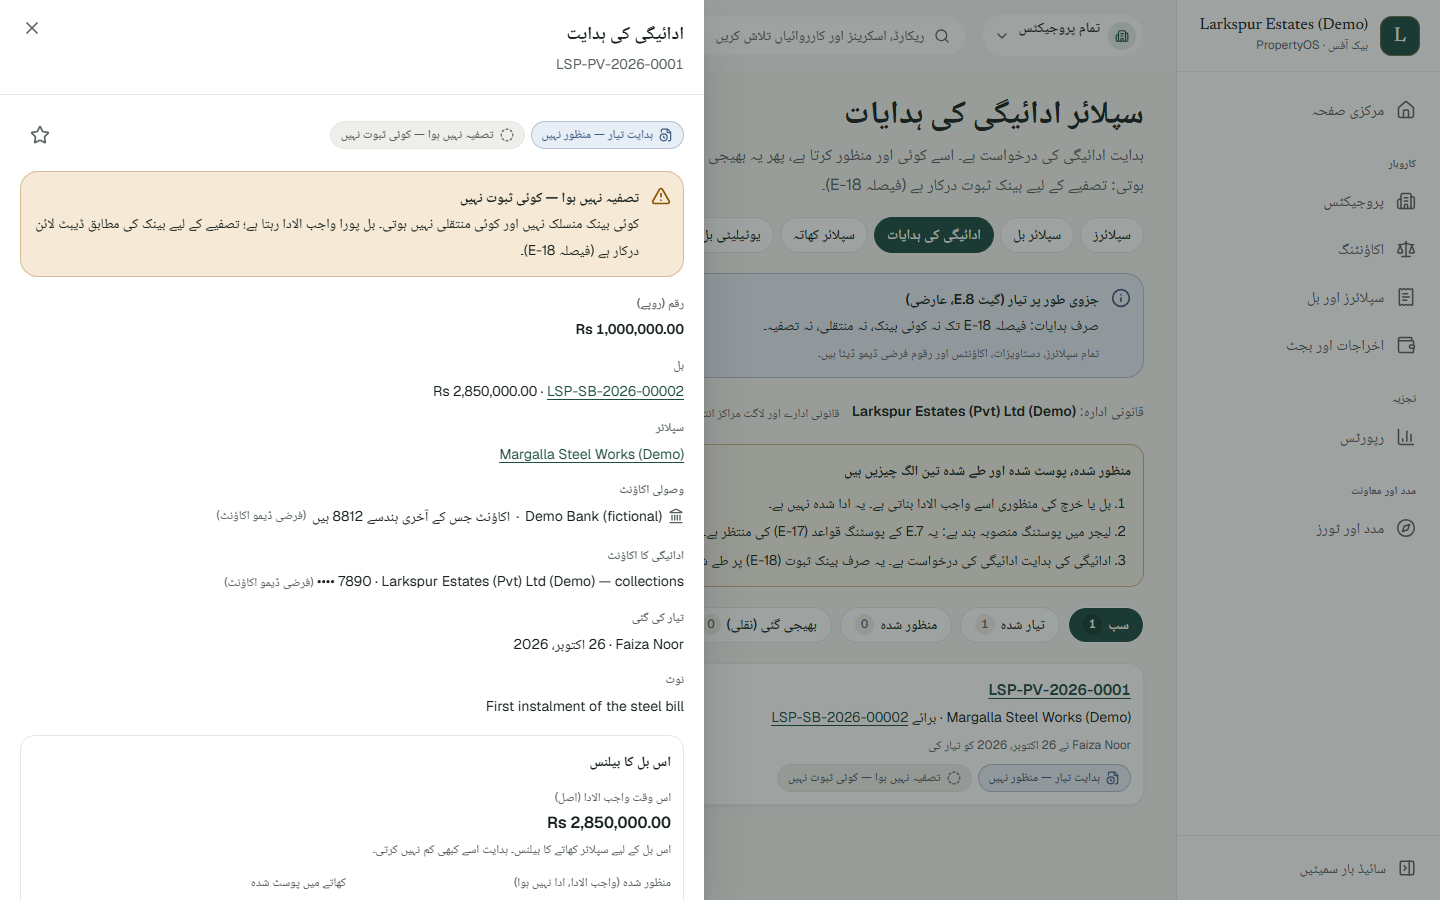 ادائیگی کی ہدایت
LSP-PV-2026-0001
ہدایت تیار — منظور نہیں
تصفیہ نہیں ہوا — کوئی ثبوت نہیں
تصفیہ نہیں ہوا — کوئی ثبوت نہیں
کوئی بینک منسلک نہیں اور کوئی منتقلی نہیں ہوتی۔ بل پورا واجب الادا رہتا ہے؛ تصفیے کے لیے بینک کی مطابق ڈیبٹ لائن
درکار ہے (فیصلہ E-18)۔
رقم (روپے)
Rs 1,000,000.00
بل
LSP-SB-2026-00002 · Rs 2,850,000.00
سپلائر
Margalla Steel Works (Demo)
وصولی اکاؤنٹ
Demo Bank (fictional) · اکاؤنٹ جس کے آخری ہندسے 8812 ہیں (فرضی ڈیمو اکاؤنٹ)
ادائیگی کا اکاؤنٹ
Larkspur Estates (Pvt) Ltd (Demo) — collections · 7890 •••• (فرضی ڈیمو اکاؤنٹ)
تیار کی گئی
Faiza Noor · 26 اکتوبر، 2026
نوٹ
First instalment of the steel bill
اس بل کا بیلنس
اس وقت واجب الادا (اصل)
Rs 2,850,000.00
اس بل کے لیے سپلائر کھاتے کا بیلنس۔ ہدایت اسے کبھی کم نہیں کرتی۔
منظور شدہ (واجب الادا، ادا نہیں ہوا)
کھاتے میں پوسٹ شدہ
Larkspur Estates (Demo)
بیک آفس · PropertyOS
L
مرکزی صفحہ
کاروبار
پروجیکٹس
اکاؤنٹنگ
سپلائرز اور بل
اخراجات اور بجٹ
تجزیہ
رپورٹس
مدد اور معاونت
مدد اور ٹورز
سائیڈ بار سمیٹیں
تمام پروجیکٹس
ریکارڈ، اسکرینز اور کارروائیاں تلاش کریں
سپلائر ادائیگی کی ہدایات
ہدایت ادائیگی کی درخواست ہے۔ اسے کوئی اور منظور کرتا ہے، پھر یہ بھیجی
ہوتی: تصفیے کے لیے بینک ثبوت درکار ہے (فیصلہ E-18)۔
سپلائرز
سپلائر بل
ادائیگی کی ہدایات
سپلائر کھاتہ
یوٹیلیٹی بل
جزوی طور پر تیار (گیٹ E.8، عارضی)
صرف ہدایات: فیصلہ E-18 تک نہ کوئی بینک، نہ منتقلی، نہ تصفیہ۔
تمام سپلائرز، دستاویزات، اکاؤنٹس اور رقوم فرضی ڈیمو ڈیٹا ہیں۔
قانونی ادارہ: Larkspur Estates (Pvt) Ltd (Demo) قانونی ادارے اور لاگت مراکز
منظور شدہ، پوسٹ شدہ اور طے شدہ تین الگ چیزیں ہیں
1. بل یا خرچ کی منظوری اسے واجب الادا بناتی ہے۔ یہ ادا شدہ نہیں ہے۔
2. لیجر میں پوسٹنگ منصوبہ بند ہے: یہ E.7 کے پوسٹنگ قواعد (E-17) کی منتظر ہے۔
3. ادائیگی کی ہدایت ادائیگی کی درخواست ہے۔ یہ صرف بینک ثبوت (E-18) پر طے
سب 1
تیار شدہ 1
منظور شدہ 0
بھیجی گئی (نقلی) 0
LSP-PV-2026-0001
Margalla Steel Works (Demo) · برائے LSP-SB-2026-00002
Faiza Noor نے 26 اکتوبر، 2026 کو تیار کی
ہدایت تیار — منظور نہیں
تصفیہ نہیں ہوا — کوئی ثبوت نہیں